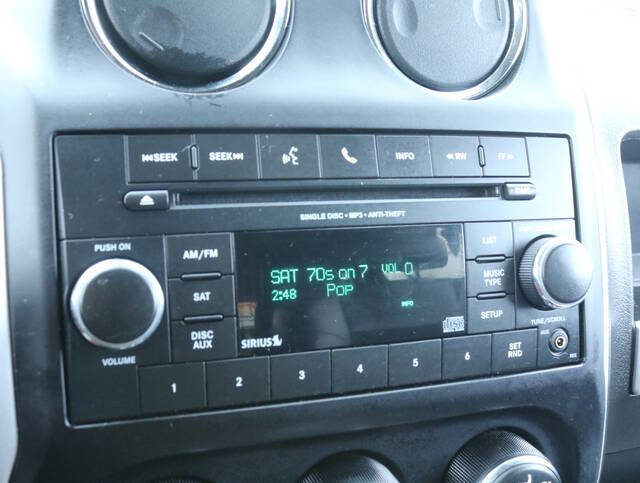 SEEK SEEK INFO RW FF
SINGLE DISC • MP3 • ANTI-THEFT
PUSH ON AM/FM LIST
SAT 70s on 7 VOL 0
MUSIC
TYPE
SAT 2:48 Pop
INFO
SETUP
TUNE/SCROLL
VOLUME DISC
AUX
SIRIUS
SET
RND
AUX
1 2 3 4 5 6